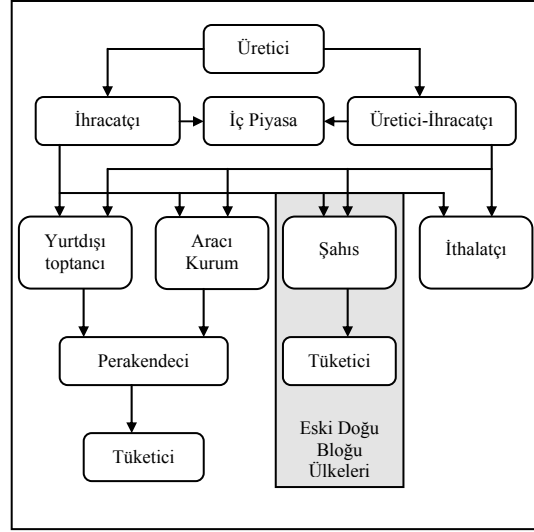 Üretici
İhracatçı
İç Piyasa
Üretici-İhracatçı
Yurtdışı
toptancı
Aracı
Kurum
Şahıs
İthalatçı
Perakendeci
Tüketici
Tüketici
Eski Doğu
Bloğu
Ülkeleri